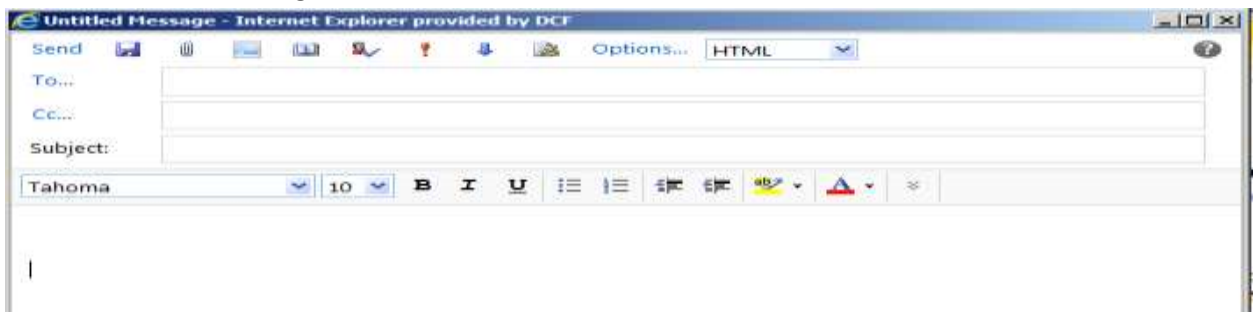 Untitled Message - Internet Explorer provided by DCF
Send Options... HTML
To...
Cc...
Subject:
Tahoma 10 B I U